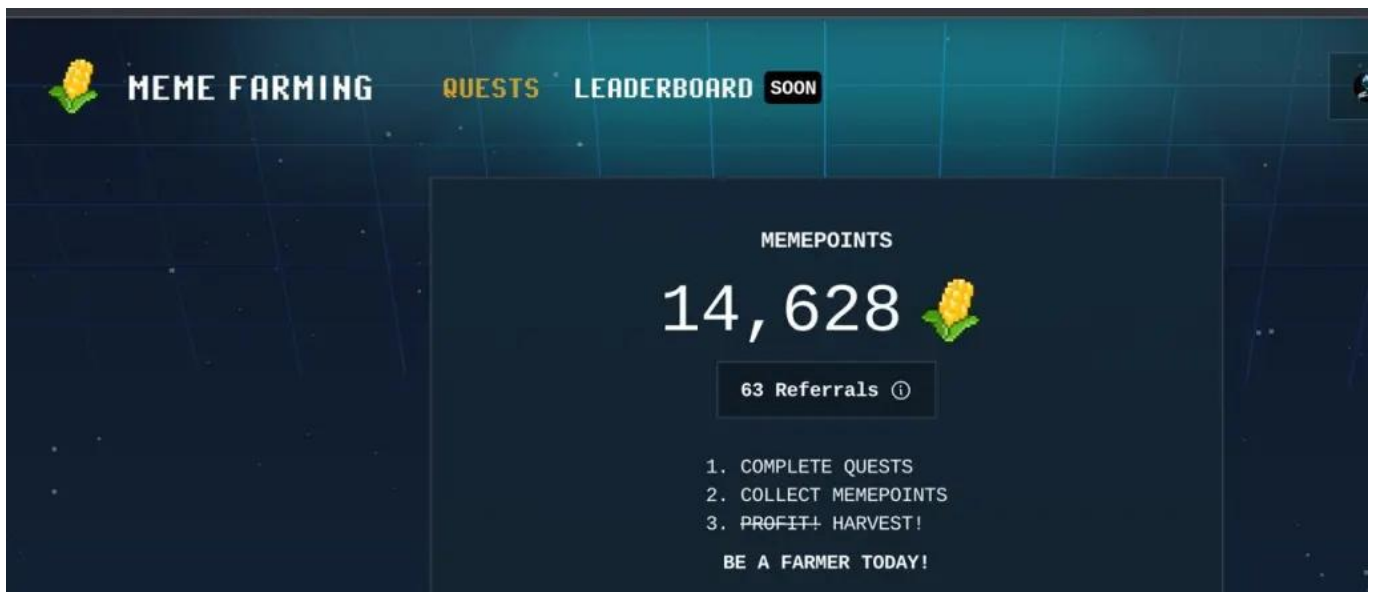 MEME FARMING QUESTS LEADERBOARD SOON
MEMEPOINTS
14,628
63 Referrals
1. COMPLETE QUESTS
2. COLLECT MEMEPOINTS
3. PROFIT! HARVEST!
BE A FARMER TODAY!